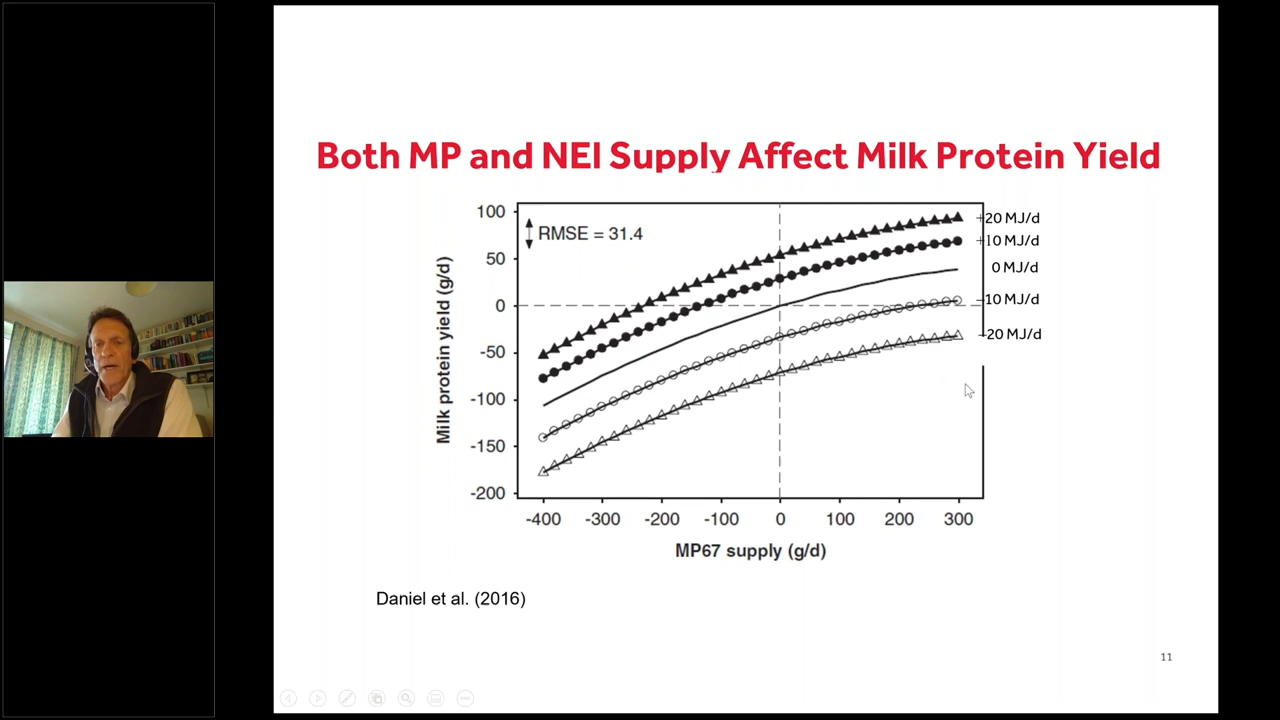 Both MP and NEl Supply Affect Milk Protein Yield
100
50
0
-50
-100
-150
-200
Milk protein yield (g/d)
RMSE = 31.4
+20 MJ/d
+10 MJ/d
0 MJ/d
-10 MJ/d
-20 MJ/d
-400 -300 -200 -100 0 100 200 300
MP67 supply (g/d)
Daniel et al. (2016)
11